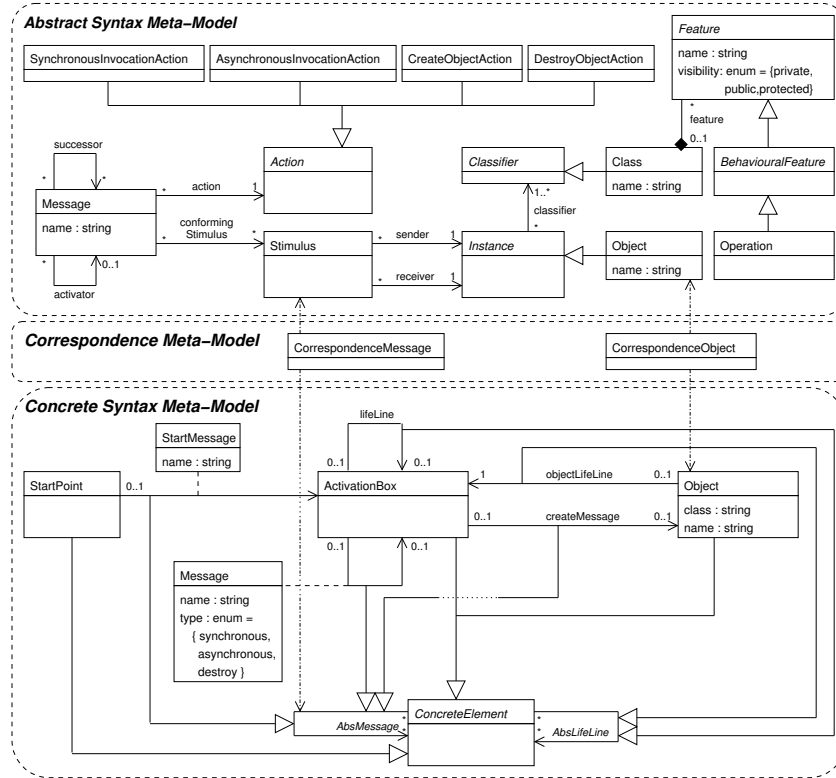 Abstract Syntax Meta−Model
SynchronousInvocationAction
AsynchronousInvocationAction
CreateObjectAction
DestroyObjectAction
Feature
name : string
visibility: enum = {private,
public,protected}
*
feature
0..1
successor
*
*
Message
name : string
*
action
1
Action
Classifier
Class
name : string
BehaviouralFeature
1..*
classifier
*
*
conforming
Stimulus
*
Stimulus
*
sender
1
*
receiver
1
Instance
Object
name : string
Operation
*
0..1
activator
Correspondence Meta−Model
CorrespondenceMessage
CorrespondenceObject
Concrete Syntax Meta−Model
lifeLine
StartMessage
name : string
0..1
0..1
StartPoint
0..1
ActivationBox
1
objectLifeLine
0..1
Object
class : string
name : string
0..1
createMessage
0..1
0..1
0..1
Message
name : string
type : enum =
{ synchronous,
asynchronous,
destroy }
AbsMessage
*
*
ConcreteElement
*
*
AbsLifeLine